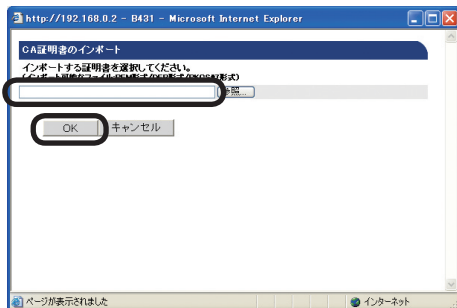 http://192.168.0.2 - B431 - Microsoft Internet Explorer
CA証明書のインポート
インポートする証明書を選択してください。
参照...
OK
キャンセル
ページが表示されました
インターネット